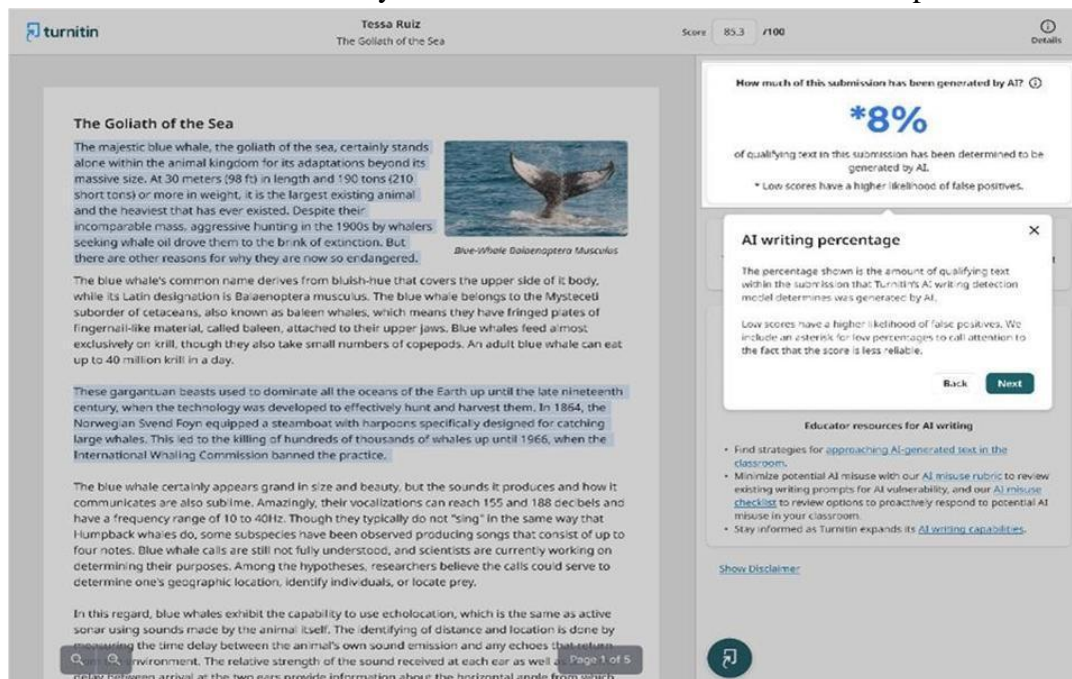 turnitin
Tessa Ruiz
The Goliath of the Sea
Score 85.3 /100
Details
The Goliath of the Sea
The majestic blue whale, the goliath of the sea, certainly stands
alone within the animal kingdom for its adaptations beyond its
massive size. At 30 meters (98 ft) in length and 190 tons (210
short tons) or more in weight, it is the largest existing animal
and the heaviest that has ever existed. Despite their
incomparable mass, aggressive hunting in the 1900s by whalers
seeking whale oil drove them to the brink of extinction. But
there are other reasons for why they are now so endangered.
Blue-Whale Balaenoptera Musculus
The blue whale's common name derives from bluish-hue that covers the upper side of it body,
while its Latin designation is Balaenoptera musculus. The blue whale belongs to the Mysteceti
suborder of cetaceans, also known as baleen whales, which means they have fringed plates of
fingernail-like material, called baleen, attached to their upper jaws. Blue whales feed almost
exclusively on krill, though they also take small numbers of copepods. An adult blue whale can eat
up to 40 million krill in a day.
These gargantuan beasts used to dominate all the oceans of the Earth up until the late nineteenth
century, when the technology was developed to effectively hunt and harvest them. In 1864, the
Norwegian Svend Foyn equipped a steamboat with harpoons specifically designed for catching
large whales. This led to the killing of hundreds of thousands of whales up until 1966, when the
International Whaling Commission banned the practice.
The blue whale certainly appears grand in size and beauty, but the sounds it produces and how it
communicates are also sublime. Amazingly, their vocalizations can reach 155 and 188 decibels and
have a frequency range of 10 to 40Hz. Though they typically do not "sing" in the same way that
Humpback whales do, some subspecies have been observed producing songs that consist of up to
four notes. Blue whale calls are still not fully understood, and scientists are currently working on
determining their purposes. Among the hypotheses, researchers believe the calls could serve to
determine one's geographic location, identify individuals, or locate prey.
In this regard, blue whales exhibit the capability to use echolocation, which is the same as active
sonar using sounds made by the animal itself. The identifying of distance and location is done by
measuring the time delay between the animal's own sound emission and any echoes that return
environment. The relative strength of the sound received at each ear as well as
delay between arrival at the two ears provide information about the horizontal angle from which
Page 1 of 5
How much of this submission has been generated by AI?
*8%
of qualifying text in this submission has been determined to be
generated by AI.
* Low scores have a higher likelihood of false positives.
AI writing percentage
The percentage shown is the amount of qualifying text
within the submission that Turnitin's AI writing detection
model determines was generated by AI.
Low scores have a higher likelihood of false positives. We
include an asterisk for low percentages to call attention to
the fact that the score is less reliable.
Back
Next
Educator resources for AI writing
• Find strategies for approaching AI-generated text in the
classroom.
• Minimize potential AI misuse with our AI misuse rubric to review
existing writing prompts for AI vulnerability, and our AI misuse
checklist to review options to proactively respond to potential AI
misuse in your classroom.
• Stay informed as Turnitin expands its AI writing capabilities.
Show Disclaimer